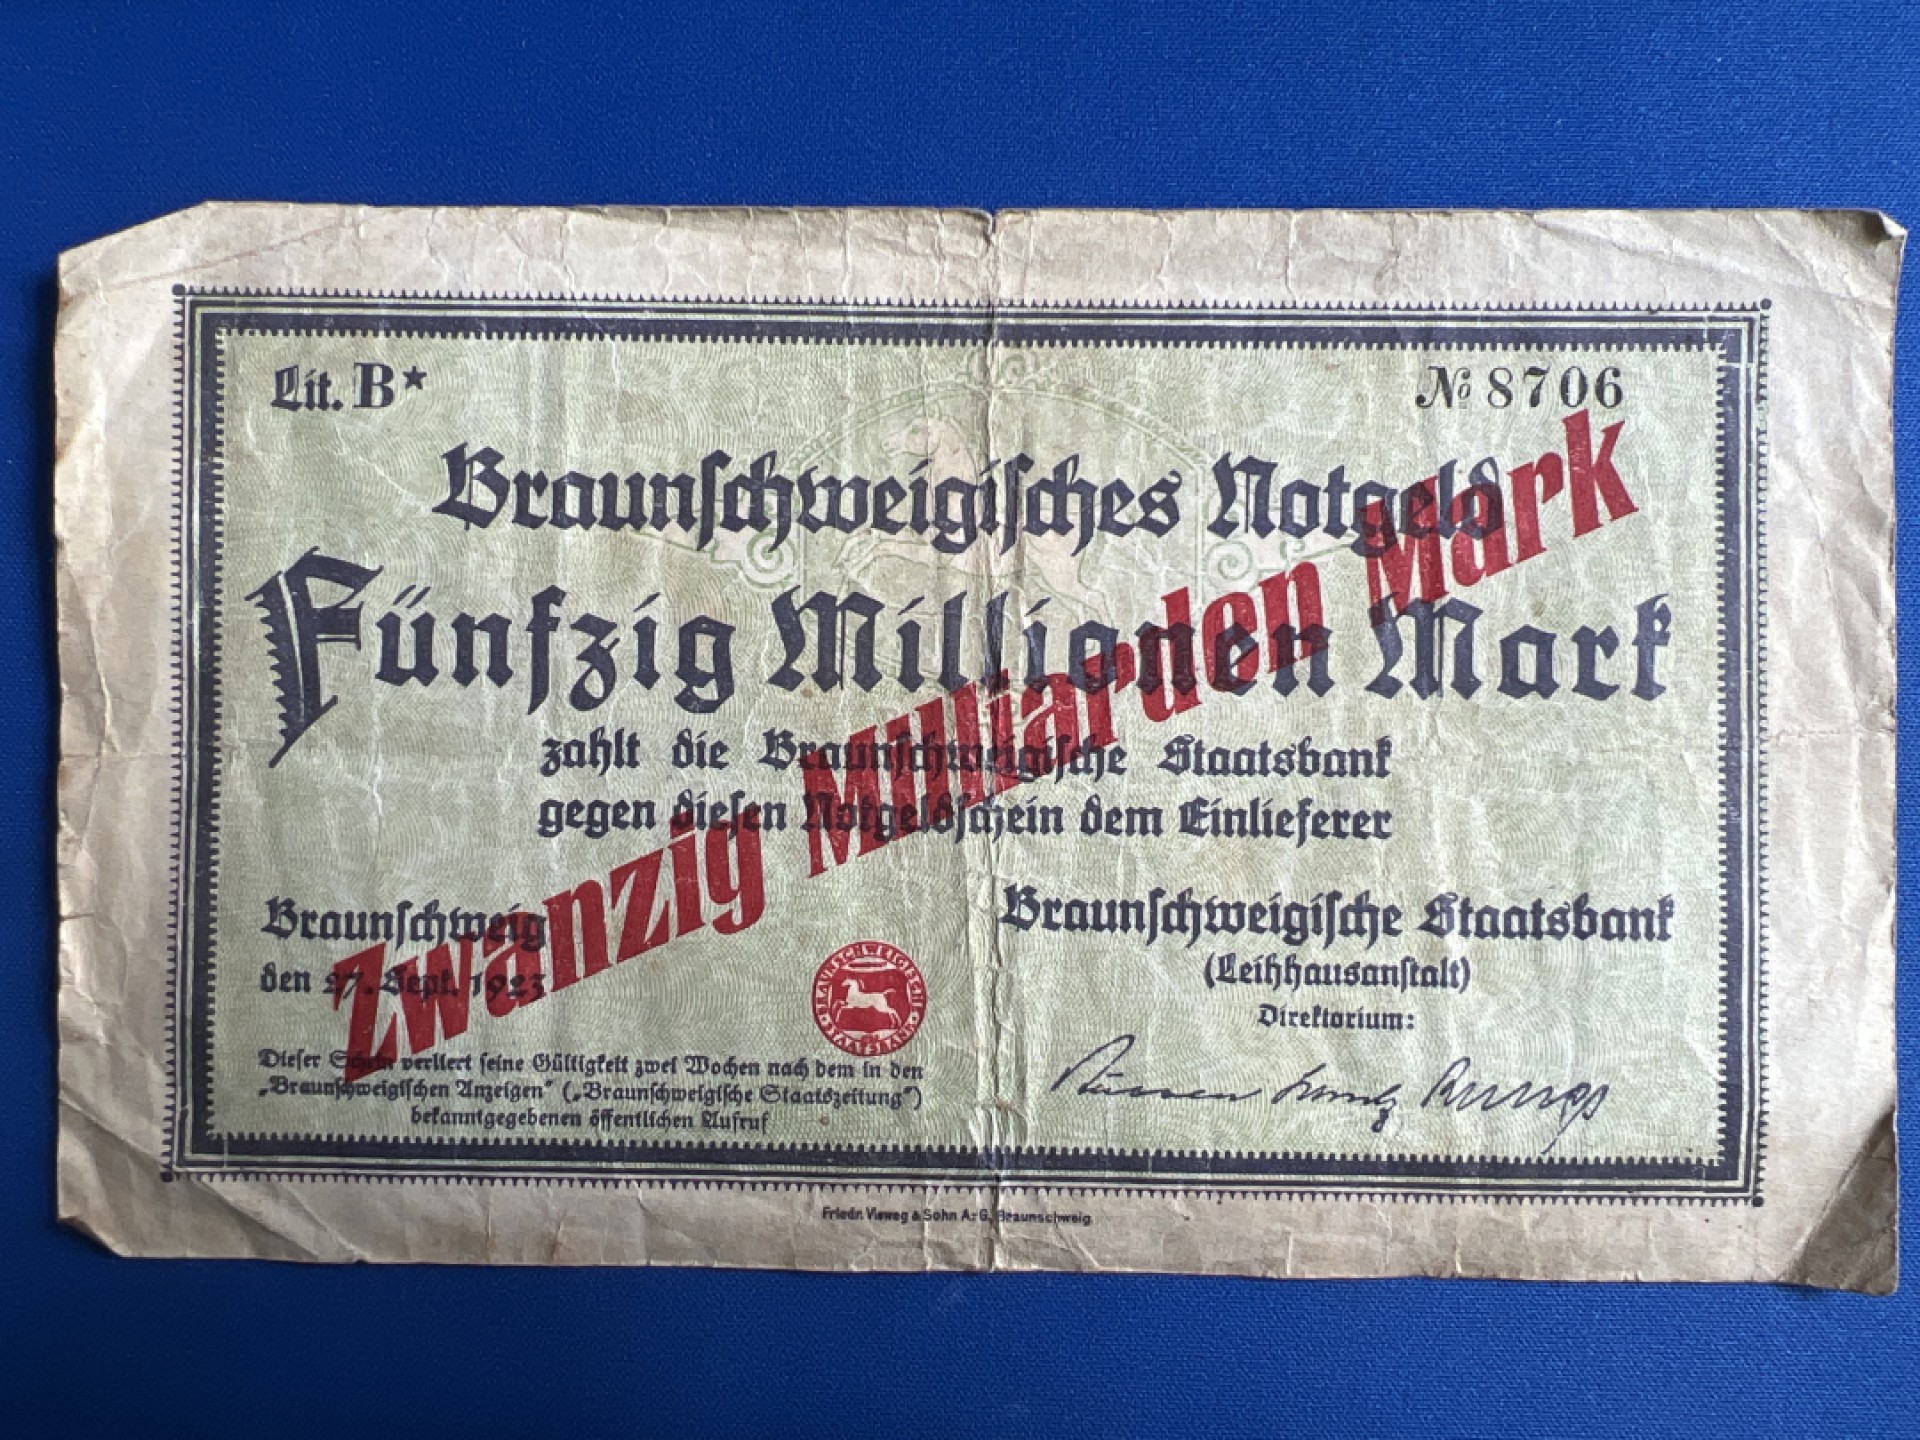 Lit. B*
№ 8706
Braunschweigisches Notgeld
Fünfzig Millionen Mark
Zwanzig Milliarden Mark
zahlt die Braunschweigische Staatsbank
gegen diesen Notgeldschein dem Einlieferer
Braunschweig
den 27. Sept. 1923
BRAUNSCHWEIGISCHE
STAATSBANK
Braunschweigische Staatsbank
(Leihhausanstalt)
Direktorium:
Dieser Schein verliert seine Gültigkeit zwei Wochen nach dem in den
„Braunschweigischen Anzeigen“ („Braunschweigische Staatszeitung“)
bekanntgegebenen öffentlichen Aufruf
Friedr. Vieweg & Sohn A.-G. Braunschweig